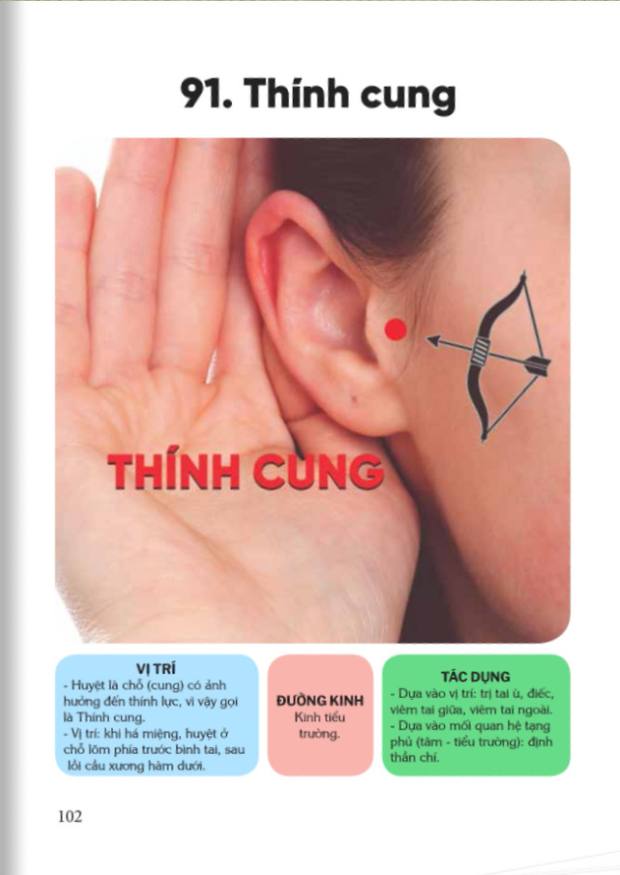 91. Thính cung
THÍNH CUNG
VỊ TRÍ
- Huyệt là chỗ (cung) có ảnh
hưởng đến thính lực, vì vậy gọi
là Thính cung.
- Vị trí: khi há miệng, huyệt ở
chỗ lõm phía trước bình tai, sau
lồi cầu xương hàm dưới.
ĐƯỜNG KINH
Kinh tiểu
trường.
TÁC DỤNG
- Dựa vào vị trí: trị tai ù, điếc,
viêm tai giữa, viêm tai ngoài.
- Dựa vào mối quan hệ tạng
phủ (tâm - tiểu trường): định
thần chí.
102